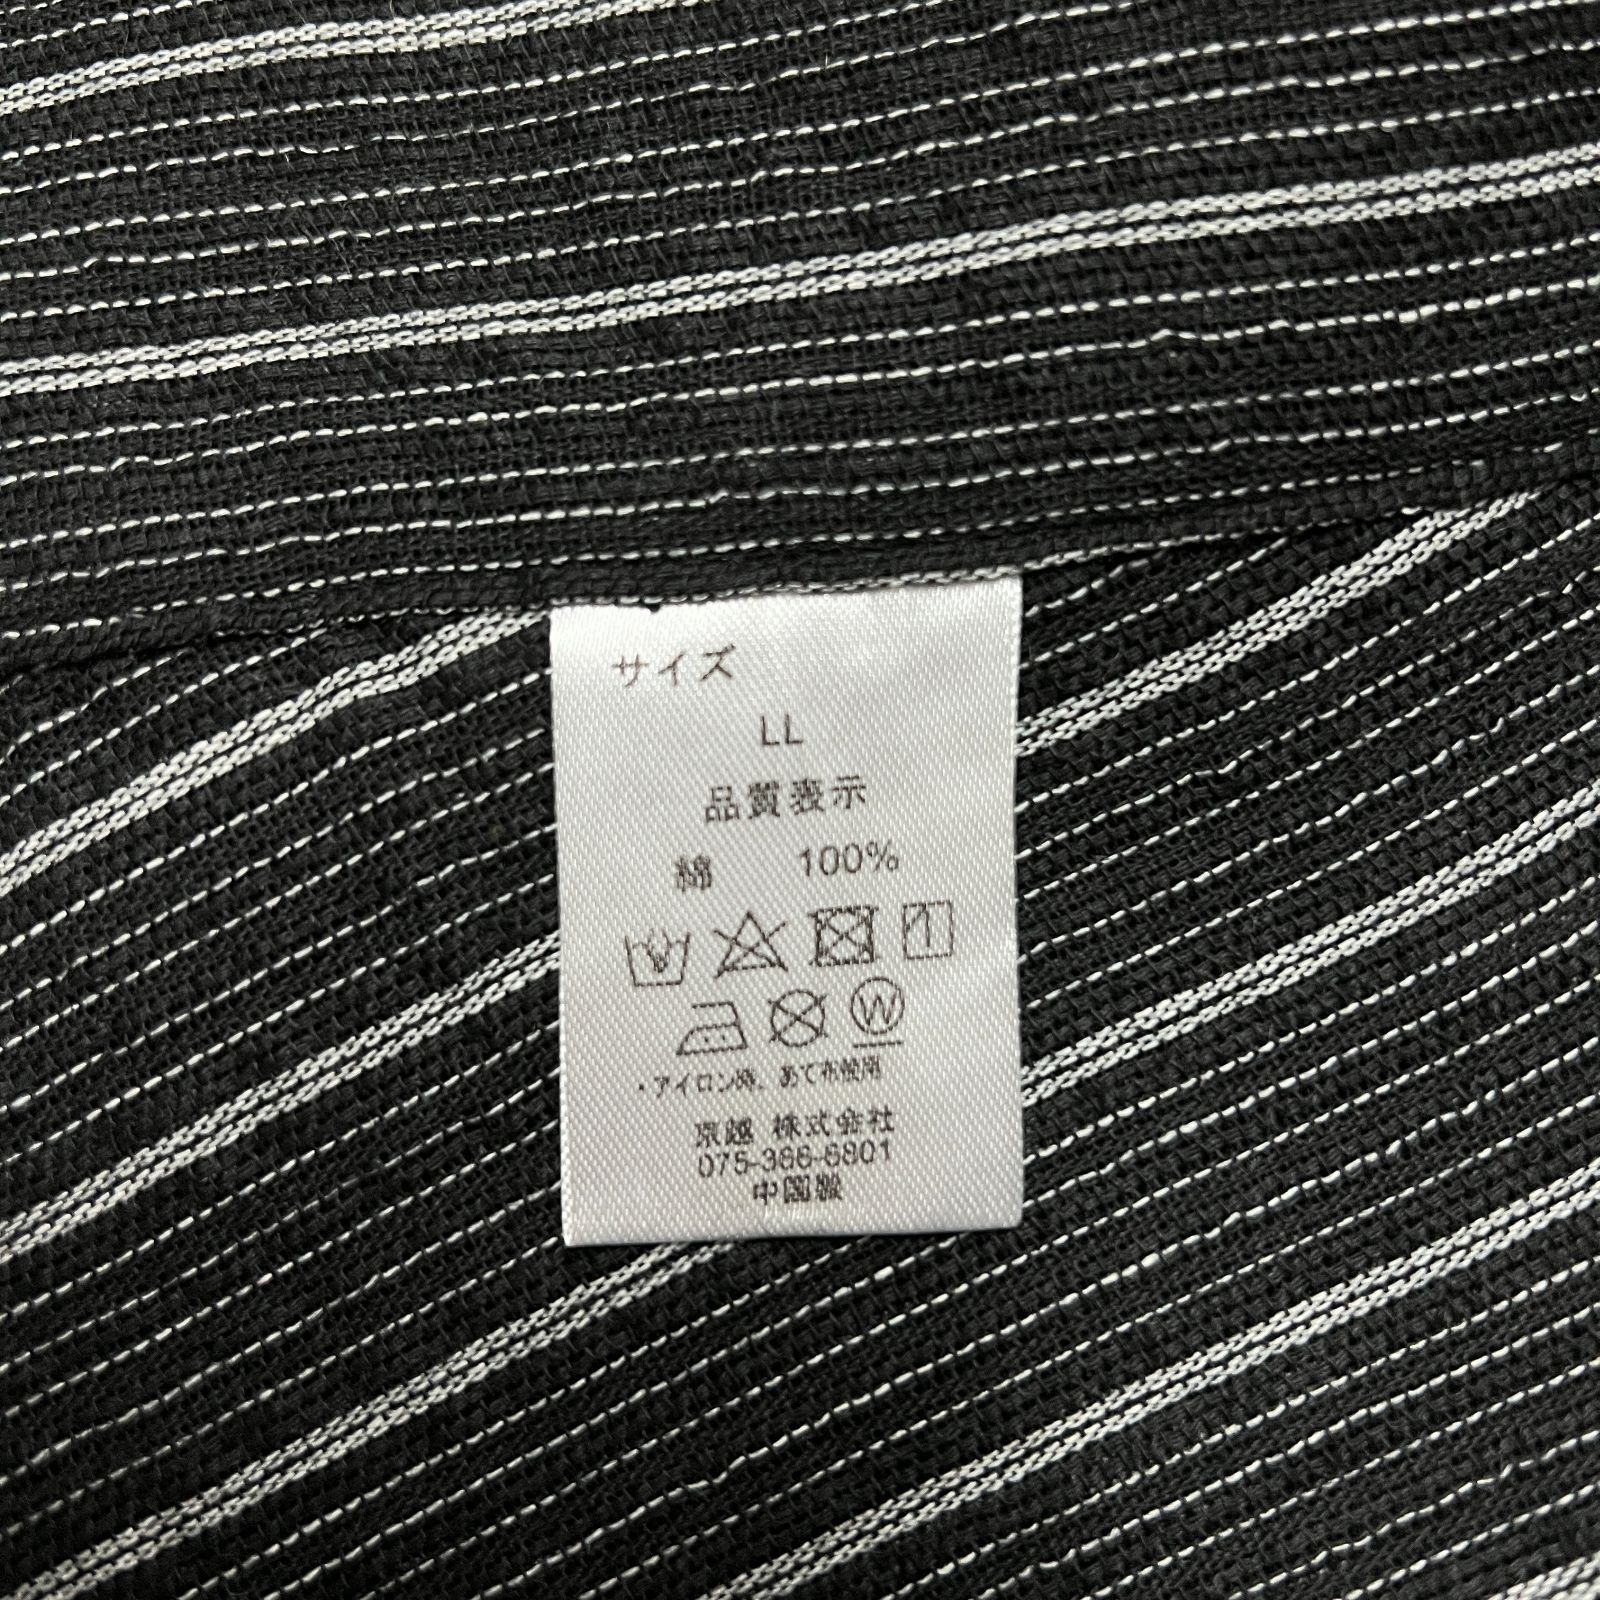 サイズ
LL
品質表示
綿 100%
W
・アイロン時、あて布使用
京越 株式会社
075-366-6801
中国製